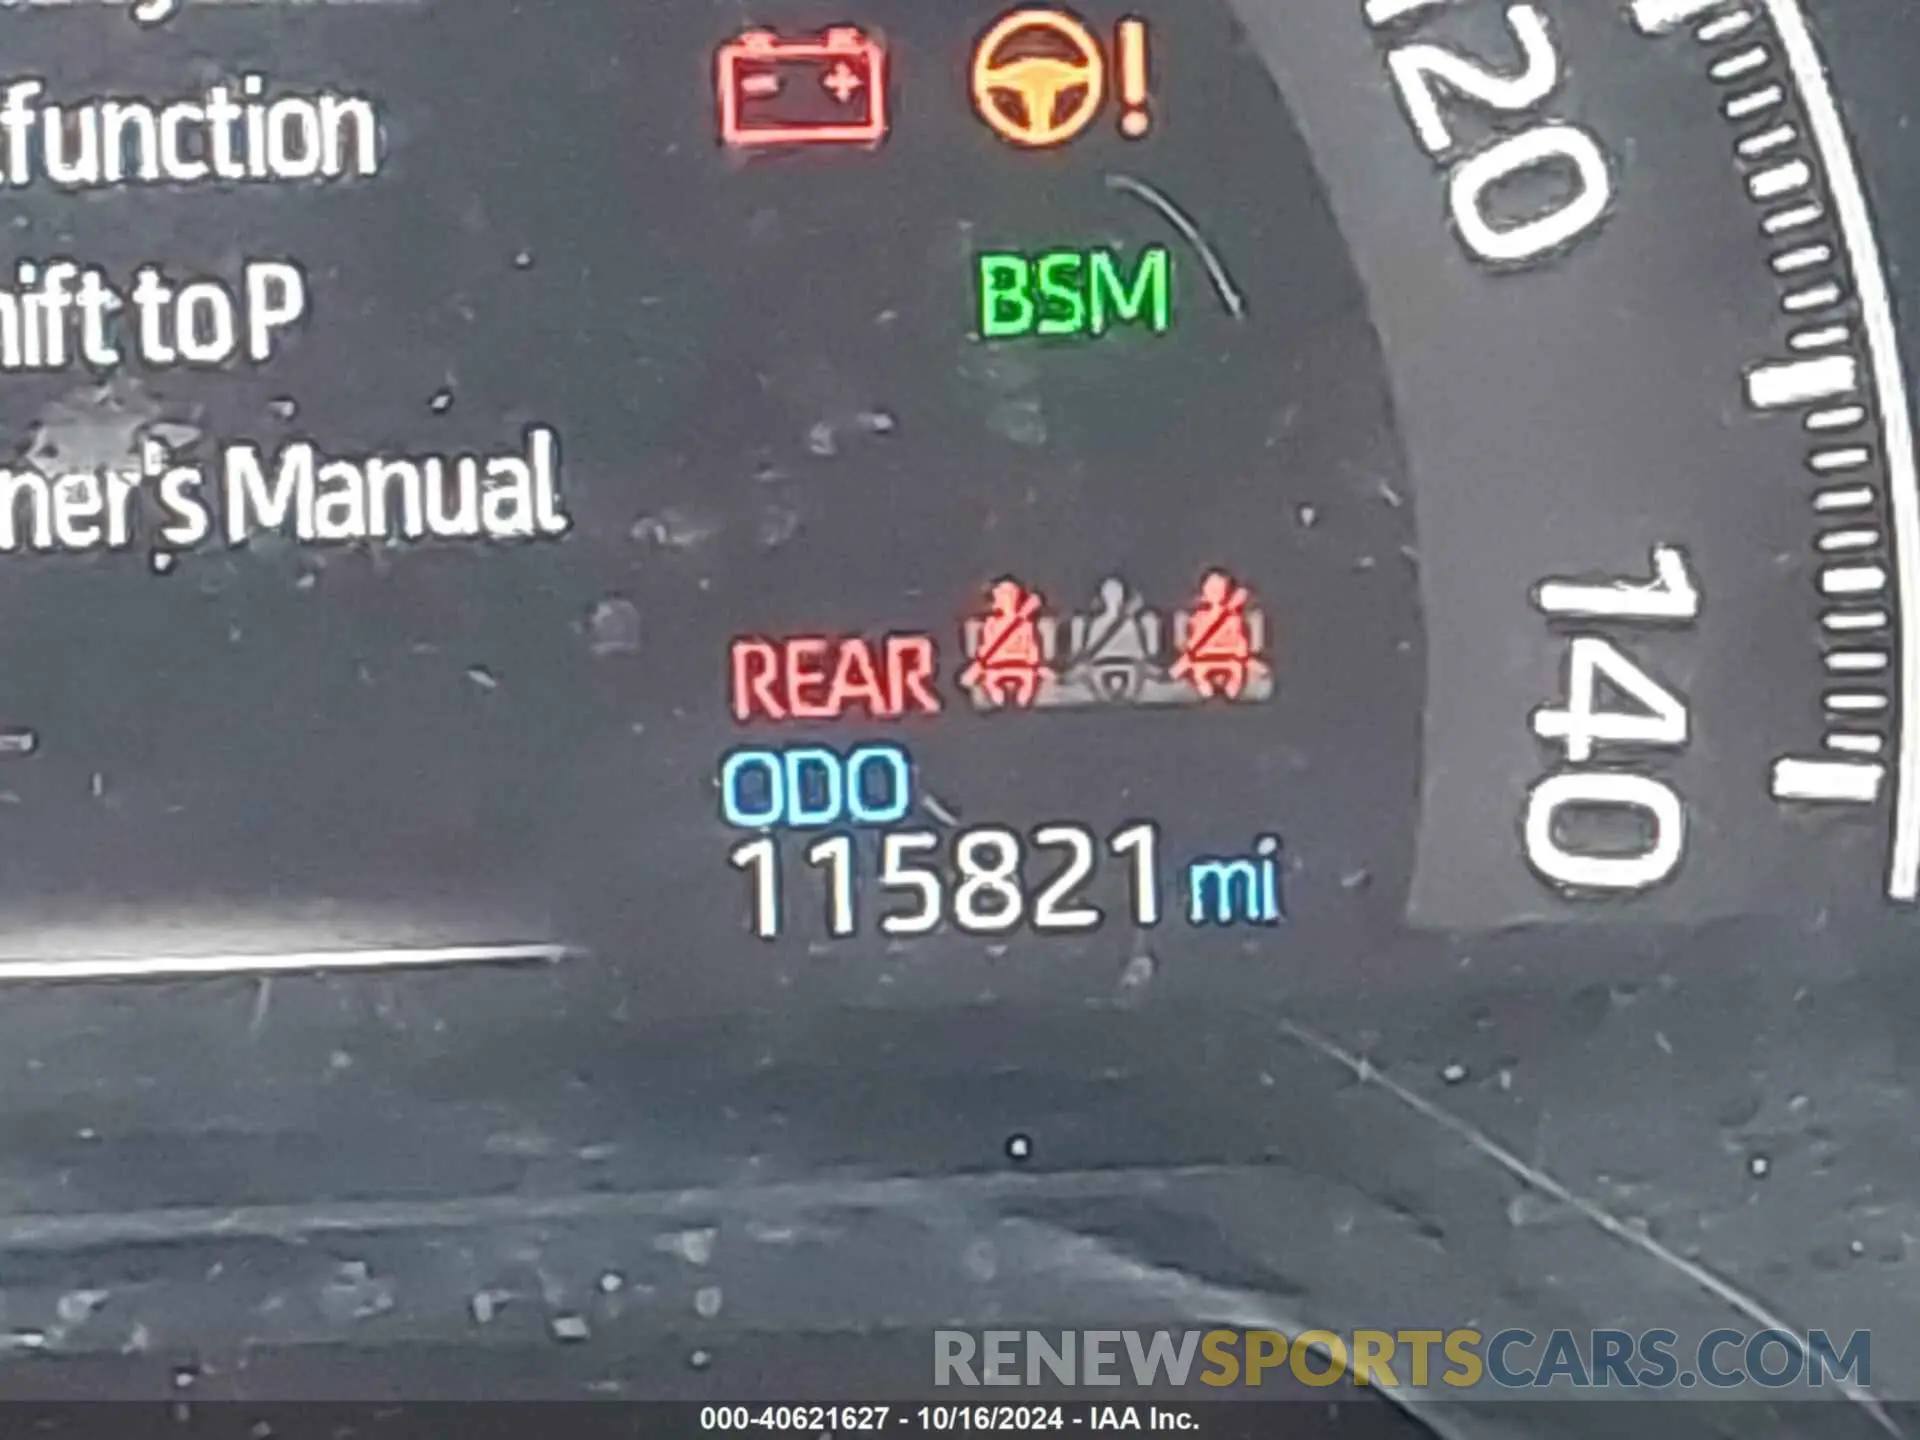 function
hift to P
ner's Manual
BSM
REAR
ODO
115821 mi
120
140
RENEWSPORTSCARS.COM
000-40621627 - 10/16/2024 - IAA Inc.